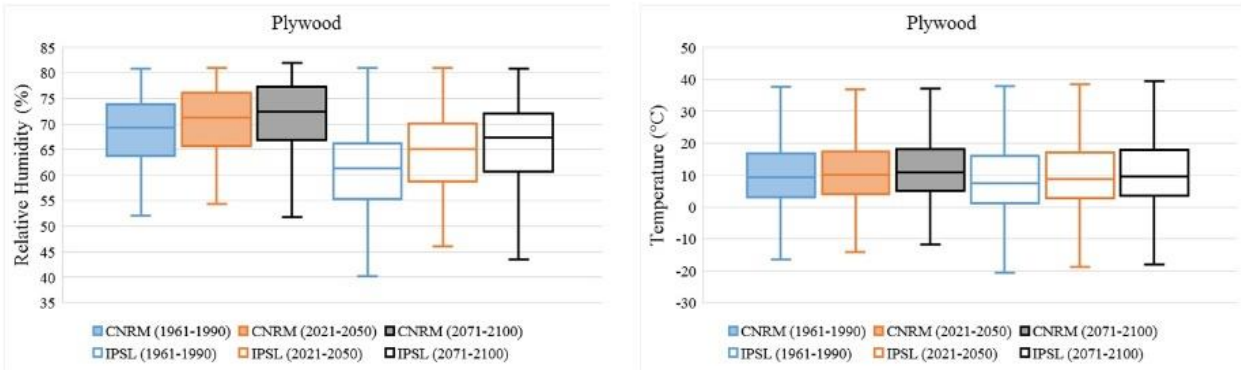 Plywood
Relative Humidity (%)
85
80
75
70
65
60
55
50
45
40
35
CNRM (1961-1990) CNRM (2021-2050) CNRM (2071-2100)
IPSL (1961-1990) IPSL (2021-2050) IPSL (2071-2100)
Plywood
Temperature (°C)
50
40
30
20
10
0
-10
-20
-30
CNRM (1961-1990) CNRM (2021-2050) CNRM (2071-2100)
IPSL (1961-1990) IPSL (2021-2050) IPSL (2071-2100)